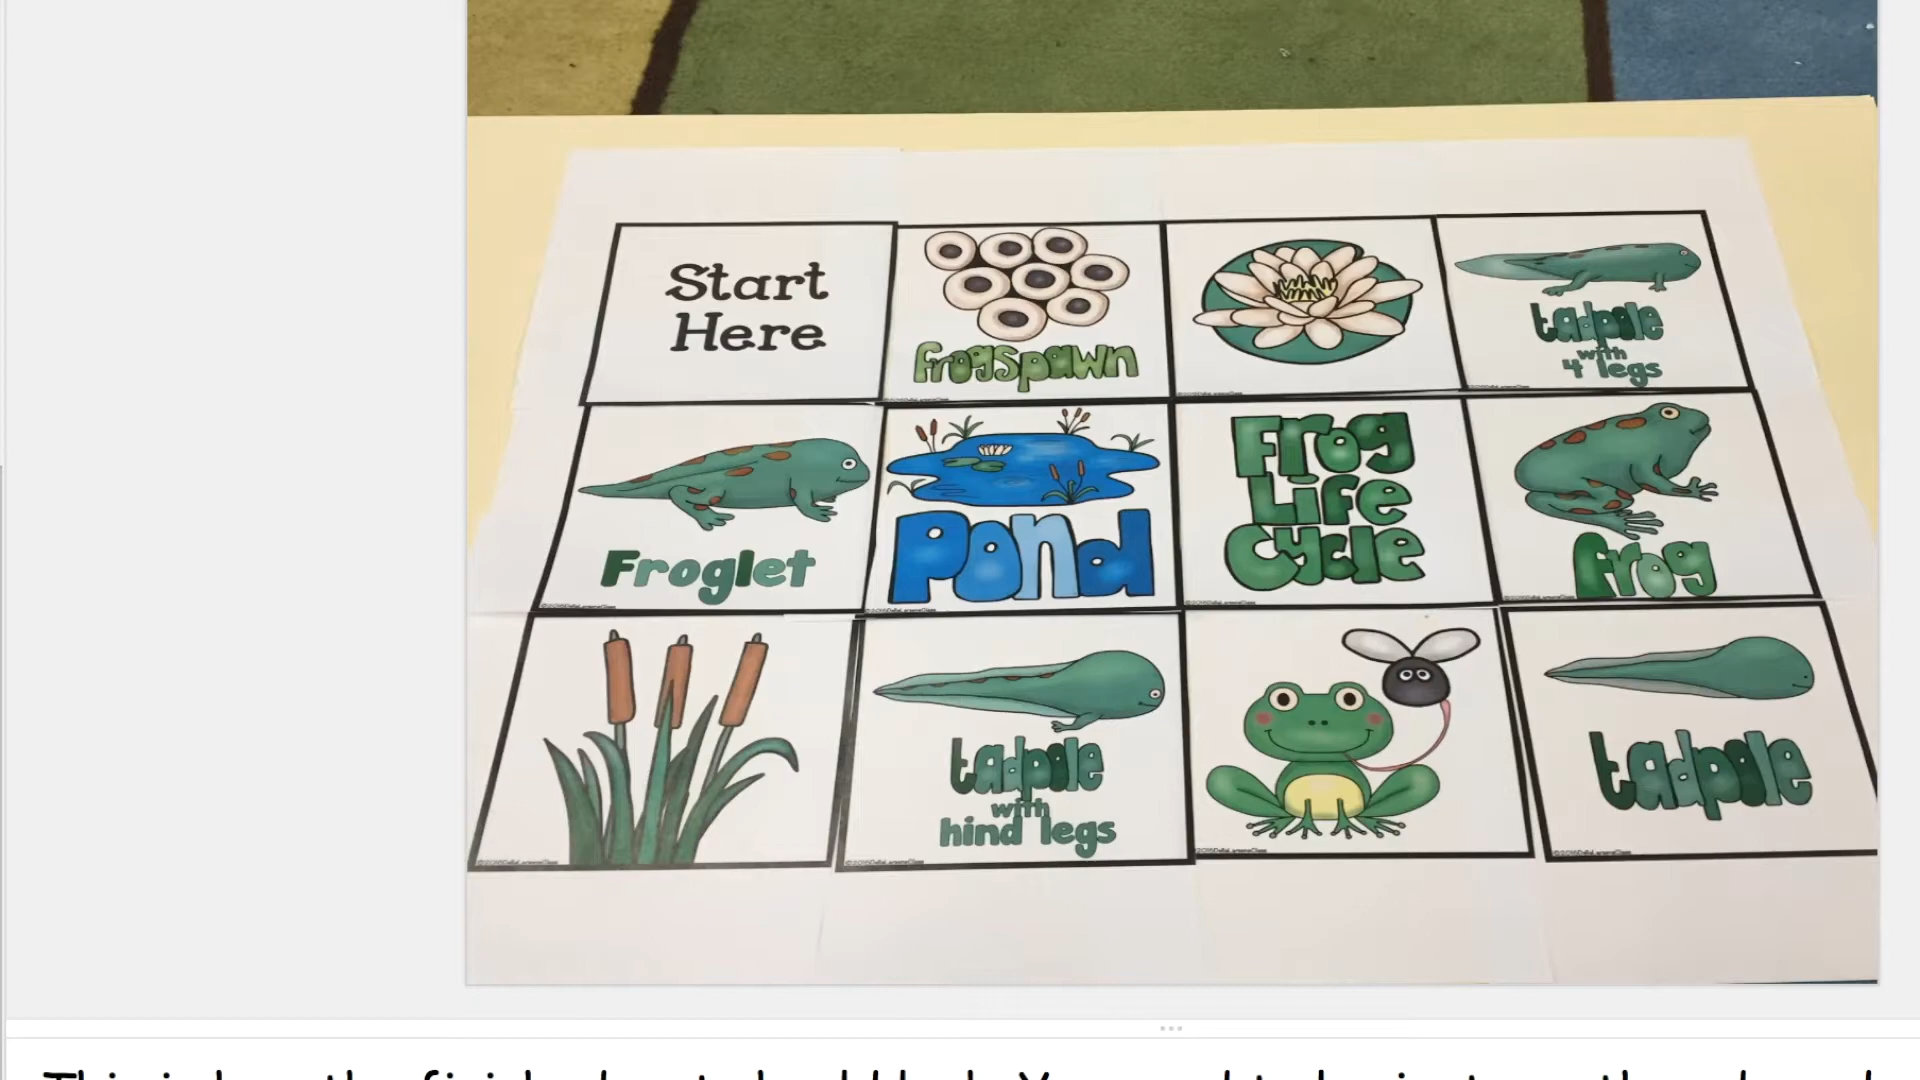 Start
Here
frogspawn
tadpole
with
4 legs
Froglet
Pond
Frog
Life
Cycle
frog
tadpole
with
hind legs
tadpole